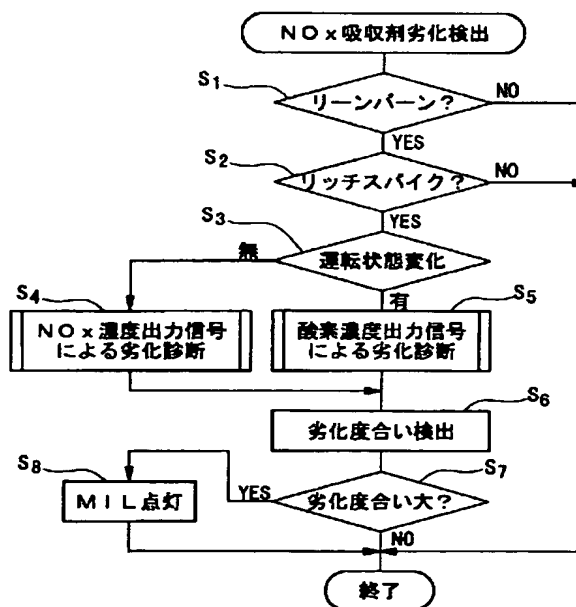 NOx吸収剤劣化検出
S1
リーンバーン?
NO
YES
S2
リッチスパイク?
NO
YES
S3
運転状態変化
無
有
S4
NOx濃度出力信号
による劣化診断
S5
酸素濃度出力信号
による劣化診断
S6
劣化度合い検出
S7
劣化度合い大?
YES
NO
S8
MIL点灯
終了